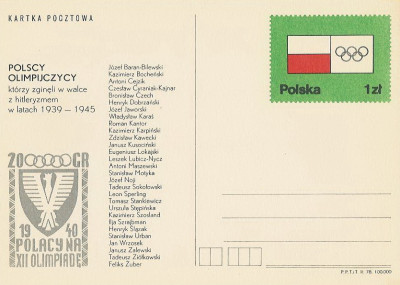 KARTKA POCZTOWA
POLSCY
OLIMPIJCZYCY
którzy zginęli w walce
z hitleryzmem
w latach 1939 — 1945
Józef Baran-Bilewski
Kazimierz Bocheński
Antoni Cejzik
Czesław Cyraniak-Kajnar
Bronisław Czech
Henryk Dobrzański
Józef Jaworski
Władysław Karaś
Roman Kantor
Kazimierz Karpiński
Zdzisław Kawecki
Janusz Kusociński
Eugeniusz Lokajski
Leszek Lubicz-Nycz
Antoni Maszewski
Stanisław Motyka
Józef Noji
Tadeusz Sokołowski
Leon Sperling
Tomasz Stankiewicz
Urszula Stępińska
Kazimierz Szosland
Ilja Szrajbman
Henryk Ślązak
Stanisław Urban
Jan Wrzosek
Janusz Zalewski
Tadeusz Ziółkowski
Feliks Żuber
20 GR
19 40
POLACY NA
XII OLIMPIADĘ
Polska 1 zł